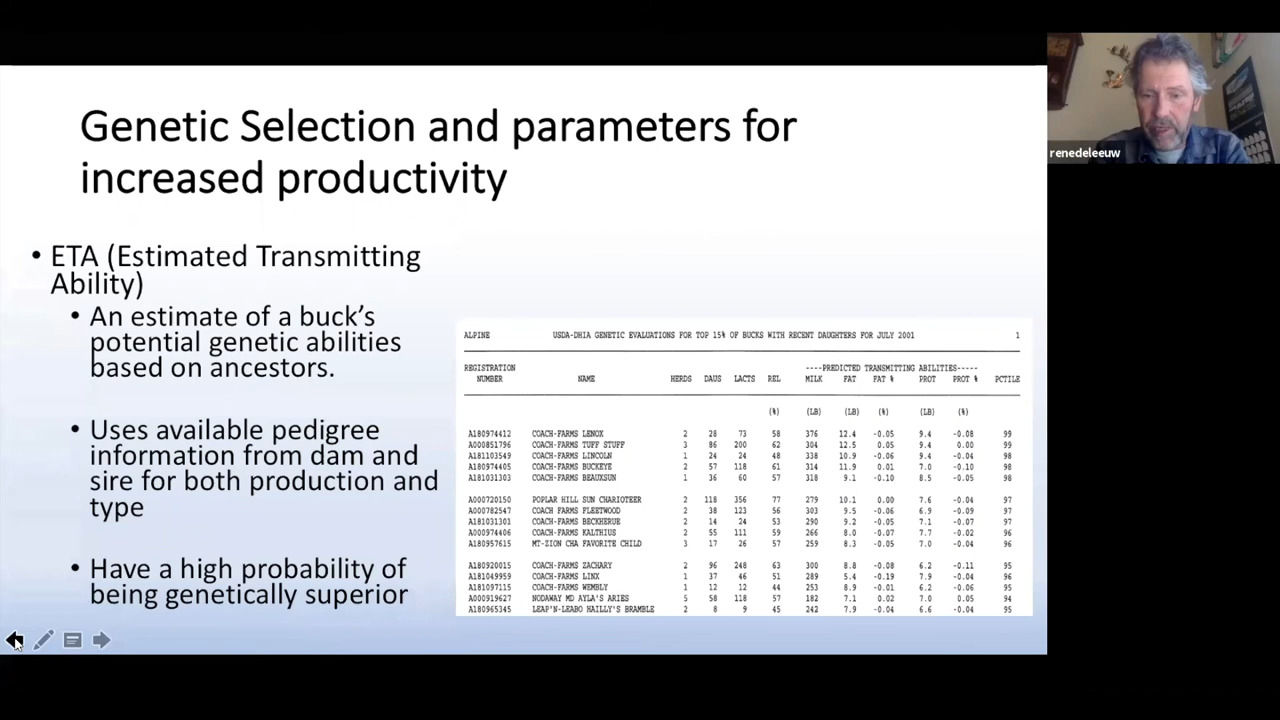 Genetic Selection and parameters for
increased productivity
• ETA (Estimated Transmitting
Ability)
• An estimate of a buck's
potential genetic abilities
based on ancestors.
• Uses available pedigree
information from dam and
sire for both production and
type
• Have a high probability of
being genetically superior
ALPINE USDA-DHIA GENETIC EVALUATIONS FOR TOP 15% OF BUCKS WITH RECENT DAUGHTERS FOR JULY 2001 1
REGISTRATION ----PREDICTED TRANSMITTING ABILITIES-----
NUMBER NAME HERDS DAUS LACTS REL MILK FAT FAT % PROT PROT % PCTILE
(%) (LB) (LB) (%) (LB) (%)
A180974412 COACH-FARMS LENOX 2 28 73 58 376 12.4 -0.05 9.4 -0.08 99
A000851796 COACH-FARMS TUFF STUFF 3 86 200 62 304 12.5 0.05 9.4 0.00 99
A181103549 COACH-FARMS LINCOLN 1 24 24 48 338 10.9 -0.06 9.4 -0.04 98
A180974405 COACH-FARMS BUCKEYE 2 57 118 61 314 11.9 0.01 7.0 -0.10 98
A181031303 COACH-FARMS BEAUXSUN 1 36 60 57 318 9.1 -0.10 8.5 -0.05 98
A000720150 POPLAR HILL SUN CHARIOTEER 2 118 356 77 279 10.1 0.00 7.6 -0.04 97
A000782547 COACH FARMS FLEETWOOD 2 38 123 56 303 9.5 -0.06 6.9 -0.09 97
A181031301 COACH-FARMS BECKHERUE 2 14 24 53 290 9.2 -0.05 7.1 -0.07 97
A000974406 COACH-FARMS KALTHIUS 2 55 111 59 266 8.0 -0.07 7.7 -0.02 96
A180957615 MT-ZION CHA FAVORITE CHILD 3 17 26 57 259 8.3 -0.05 7.0 -0.04 96
A180920015 COACH-FARMS ZACHARY 2 96 248 63 300 8.8 -0.08 6.2 -0.11 95
A181049959 COACH-FARMS LINX 1 37 46 51 289 5.4 -0.19 7.9 -0.04 96
A181097115 COACH-FARMS WEMBLY 1 12 12 44 253 8.9 -0.01 6.2 -0.06 95
A000919627 NODAWAY MD AYLA'S ARIES 5 58 118 57 182 7.1 0.02 7.0 0.05 94
A180965345 LEAP'N-LEABO HAILLY'S BRAMBLE 2 8 9 45 242 7.9 -0.04 6.6 -0.04 95
renedeleeuw